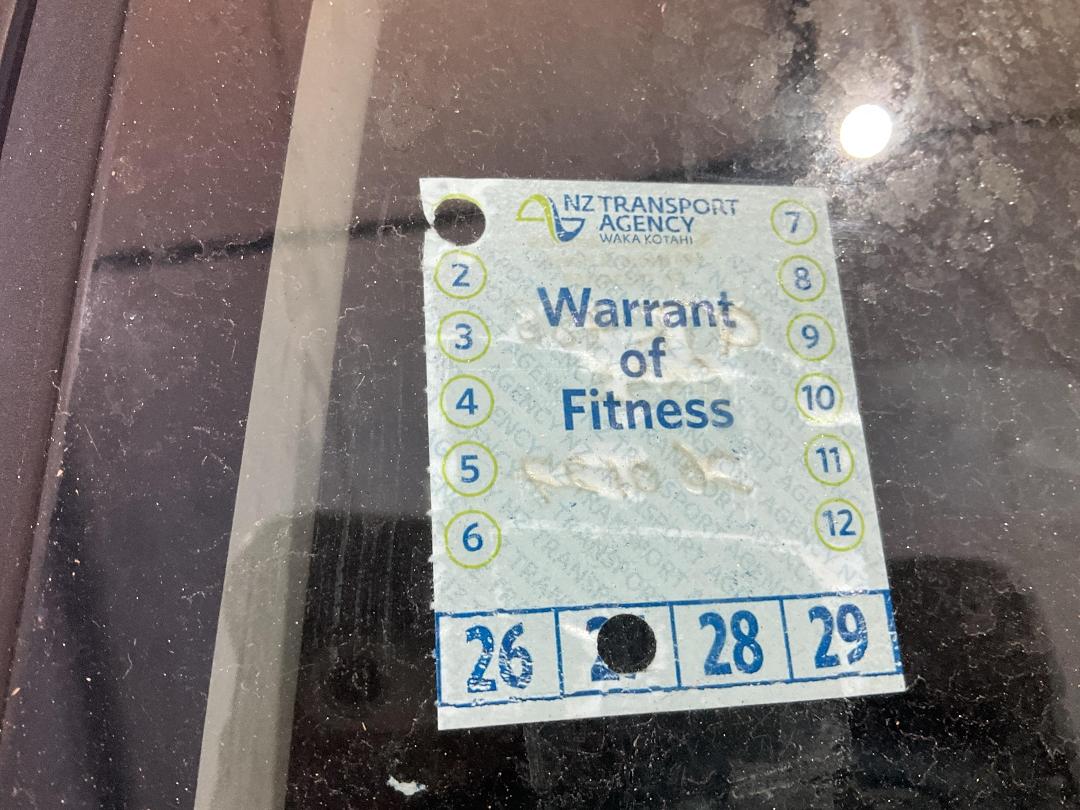 NZ TRANSPORT
AGENCY
WAKA KOTAHI
Warrant
of
Fitness
2
3
4
5
6
7
8
9
10
11
12
26
28
29